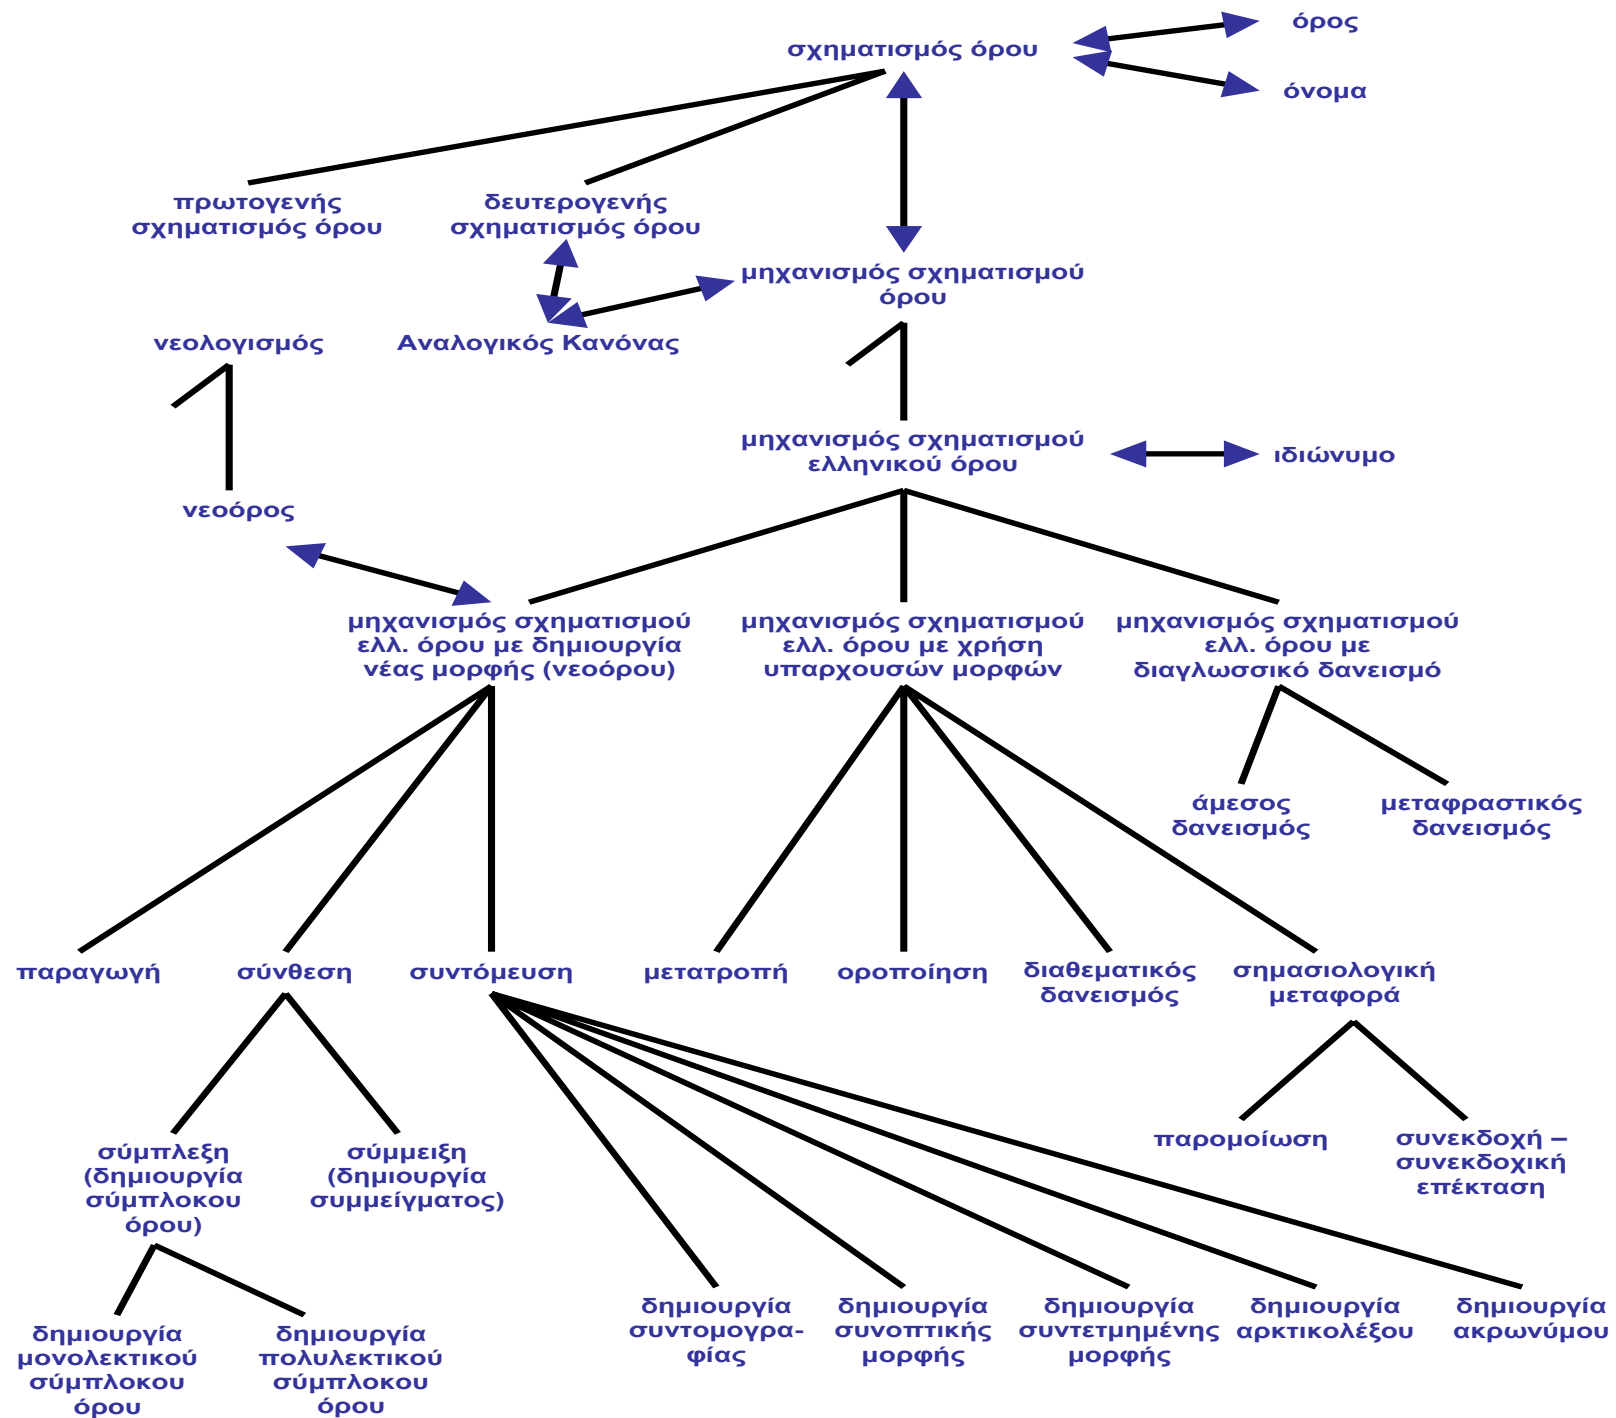 όρος
σχηματισμός όρου
όνομα
πρωτογενής
σχηματισμός όρου
δευτερογενής
σχηματισμός όρου
μηχανισμός σχηματισμού
όρου
νεολογισμός
Αναλογικός Κανόνας
μηχανισμός σχηματισμού
ελληνικού όρου
ιδιώνυμο
νεοόρος
μηχανισμός σχηματισμού
ελλ. όρου με δημιουργία
νέας μορφής (νεοόρου)
μηχανισμός σχηματισμού
ελλ. όρου με χρήση
υπαρχουσών μορφών
μηχανισμός σχηματισμού
ελλ. όρου με
διαγλωσσικό δανεισμό
άμεσος
δανεισμός
μεταφραστικός
δανεισμός
παραγωγή
σύνθεση
συντόμευση
μετατροπή
οροποίηση
διαθεματικός
δανεισμός
σημασιολογική
μεταφορά
σύμπλεξη
(δημιουργία
σύμπλοκου
όρου)
σύμμειξη
(δημιουργία
συμμείγματος)
παρομοίωση
συνεκδοχή –
συνεκδοχική
επέκταση
δημιουργία
μονολεκτικού
σύμπλοκου
όρου
δημιουργία
πολυλεκτικού
σύμπλοκου
όρου
δημιουργία
συντομογρα-
φίας
δημιουργία
συνοπτικής
μορφής
δημιουργία
συντετμημένης
μορφής
δημιουργία
αρκτικολέξου
δημιουργία
ακρωνύμου